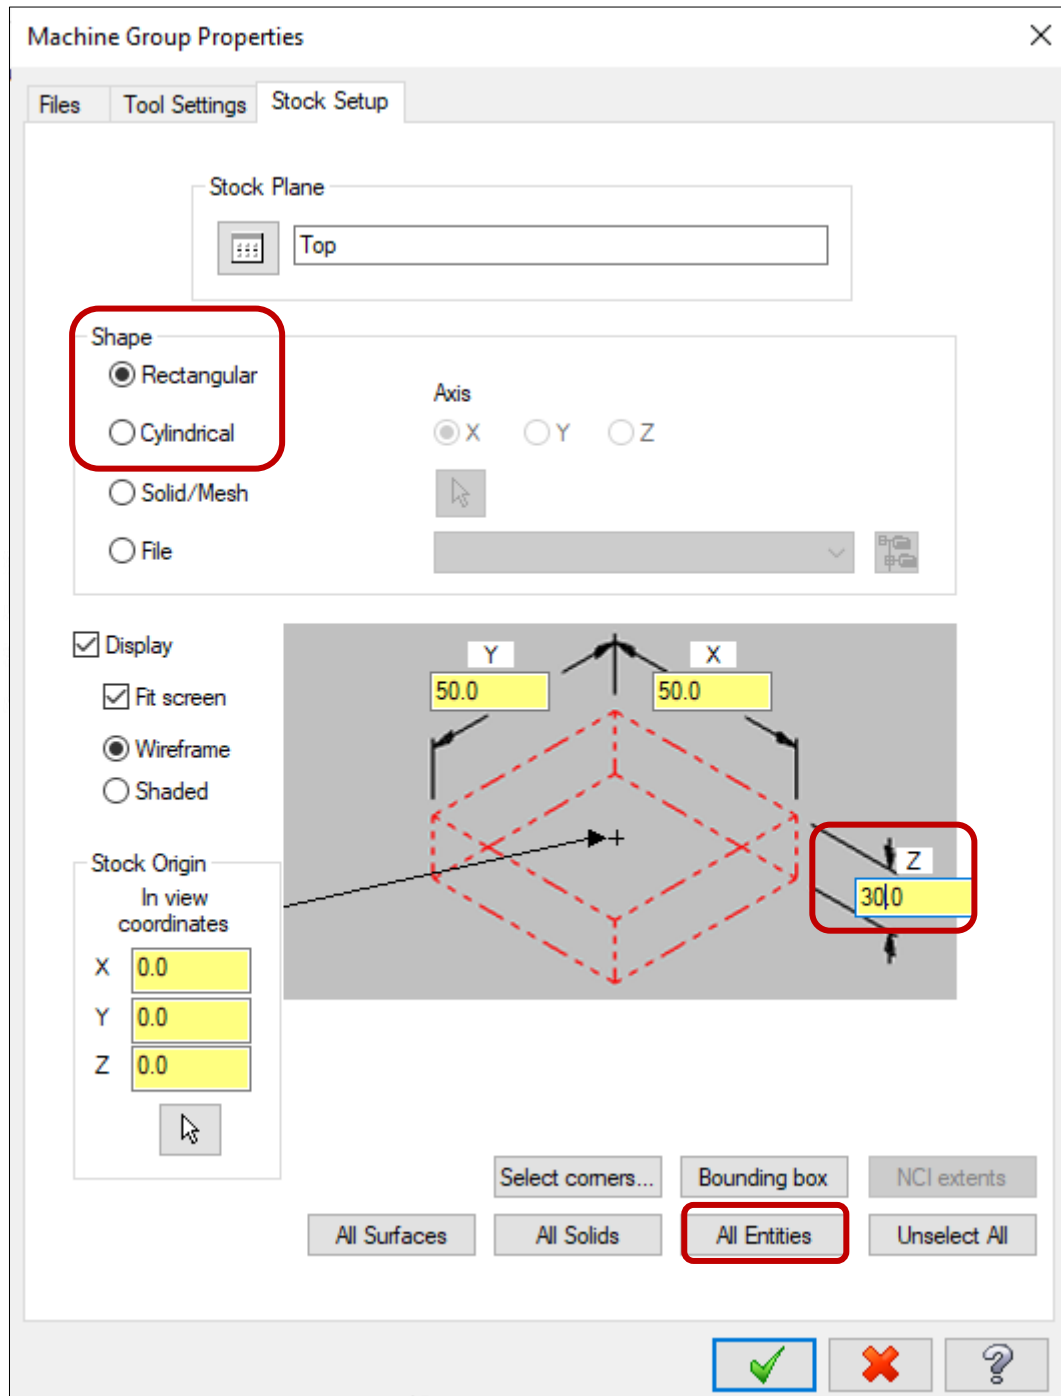 Machine Group Properties
Files Tool Settings Stock Setup
Stock Plane
Top
Shape
Rectangular
Cylindrical
Solid/Mesh
File
Axis
X Y Z
Display
Fit screen
Wireframe
Shaded
Y X
50.0 50.0
Z
30.0
Stock Origin
In view
coordinates
X 0.0
Y 0.0
Z 0.0
Select corners... Bounding box NCI extents
All Surfaces All Solids All Entities Unselect All